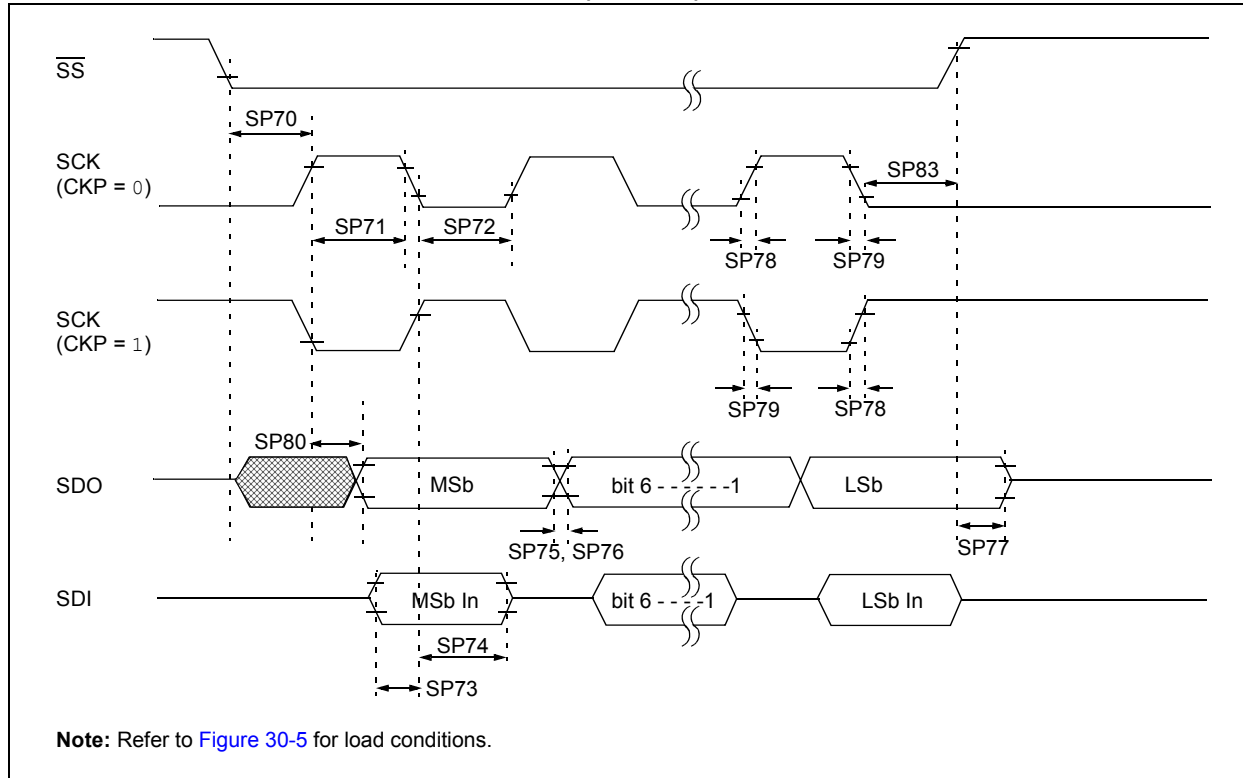 SS
SP70
SCK
(CKP = 0)
SP83
SP71
SP72
SP78
SP79
SCK
(CKP = 1)
SP79
SP78
SP80
SDO
MSb
bit 6 - - - - - -1
LSb
SP75, SP76
SP77
SDI
MSb In
bit 6 - - - -1
LSb In
SP74
SP73
Note: Refer to Figure 30-5 for load conditions.